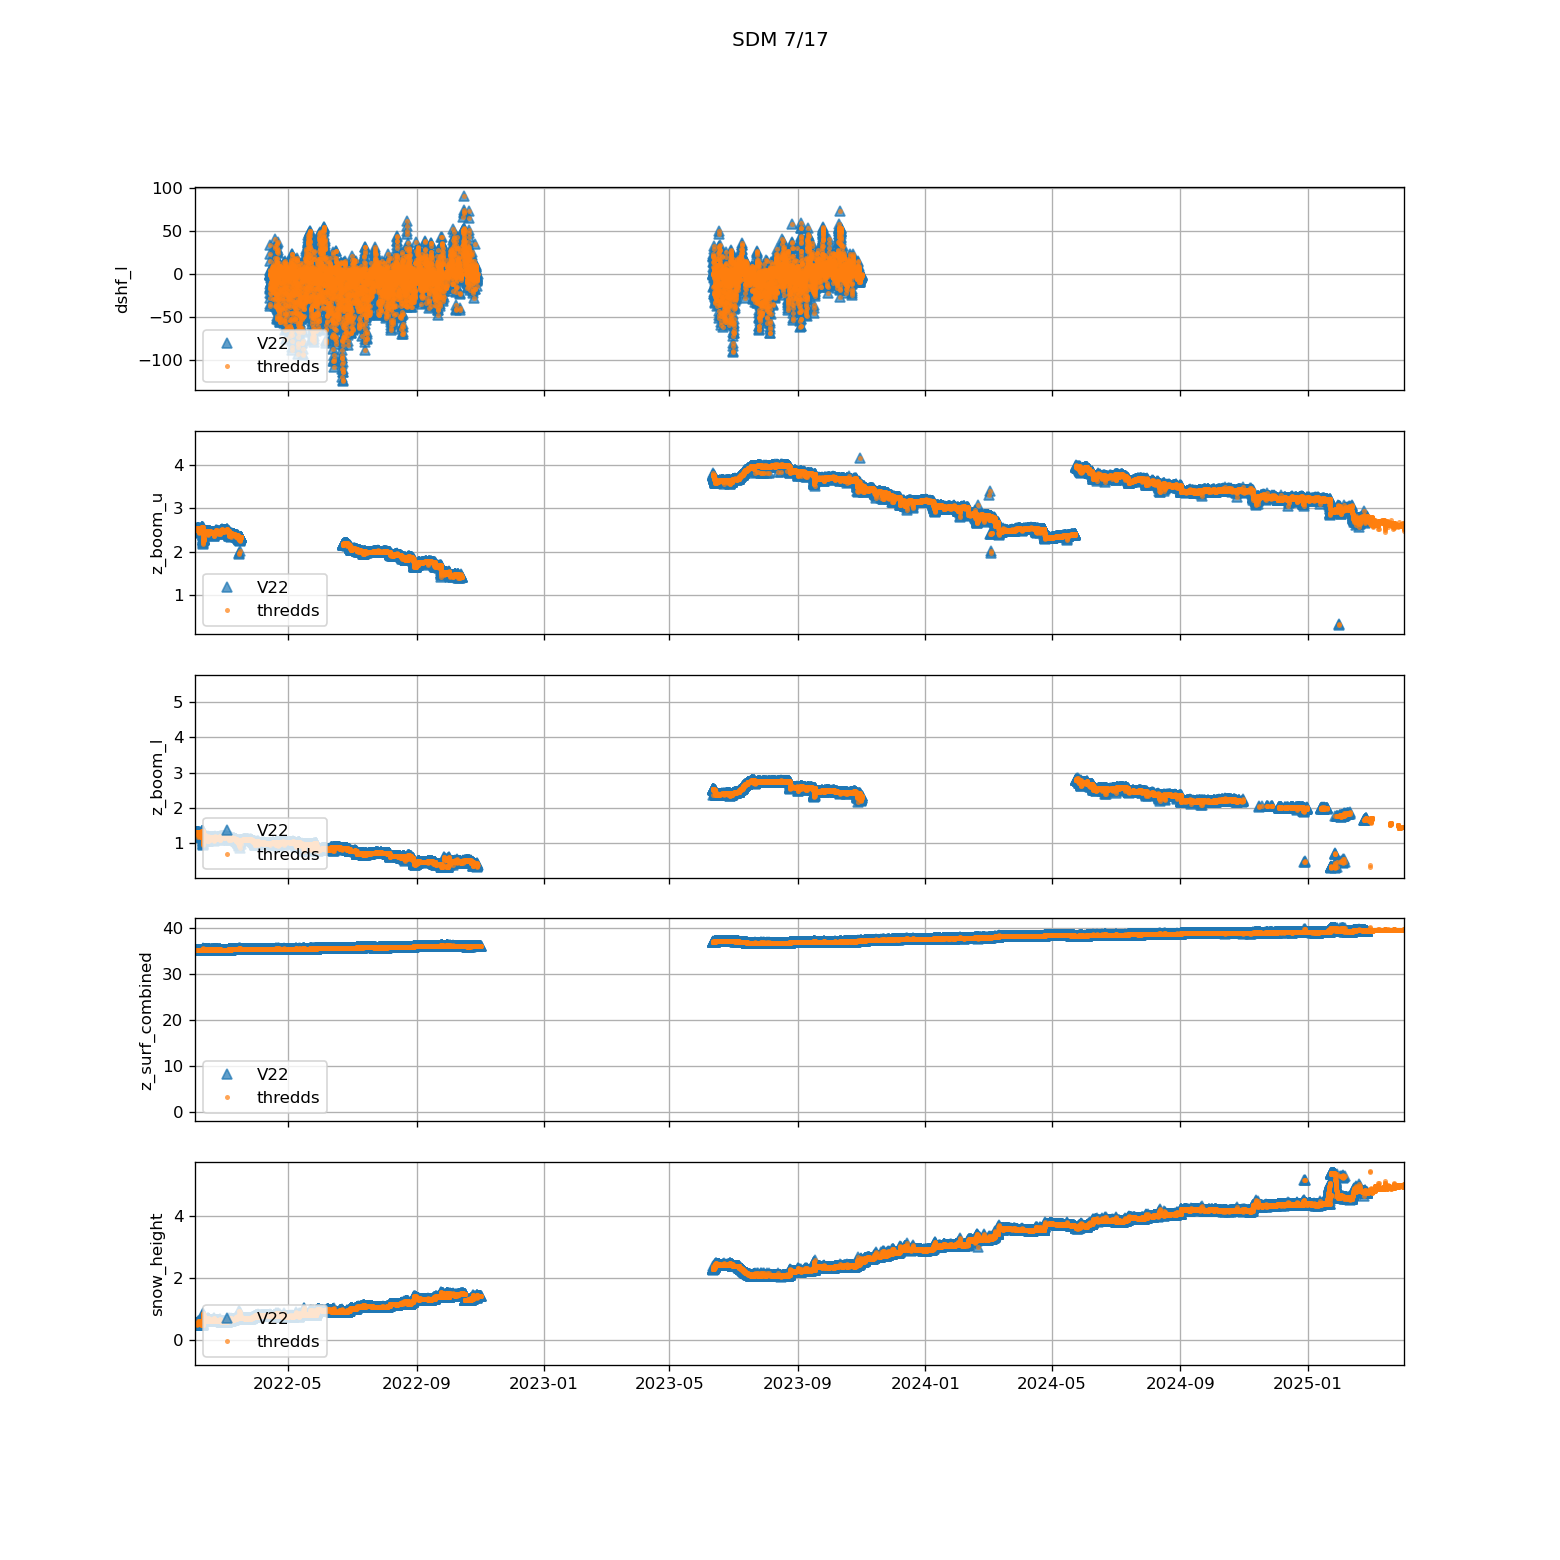 SDM 7/17
dshf_l
100
50
0
−50
−100
V22
thredds
z_boom_u
4
3
2
1
V22
thredds
z_boom_l
5
4
3
2
1
V22
thredds
z_surf_combined
40
30
20
10
0
V22
thredds
snow_height
4
2
0
V22
thredds
2022-05 2022-09 2023-01 2023-05 2023-09 2024-01 2024-05 2024-09 2025-01